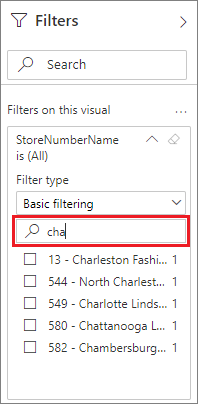 Filters
Search
Filters on this visual ...
StoreNumberName
is (All)
Filter type
Basic filtering
cha
13 - Charleston Fashi... 1
544 - North Charlest... 1
549 - Charlotte Linds... 1
580 - Chattanooga L... 1
582 - Chambersburg... 1